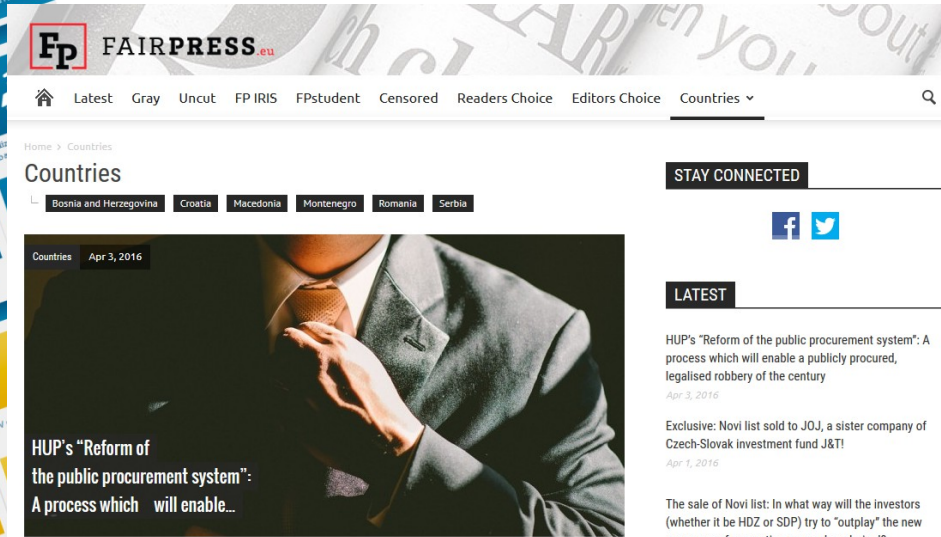 Fp FAIRPRESS.eu
Latest Gray Uncut FP IRIS FPstudent Censored Readers Choice Editors Choice Countries
Home > Countries
Countries
Bosnia and Herzegovina Croatia Macedonia Montenegro Romania Serbia
Countries Apr 3, 2016
HUP's “Reform of
the public procurement system”:
A process which will enable...
STAY CONNECTED
LATEST
HUP's “Reform of the public procurement system”: A
process which will enable a publicly procured,
legalised robbery of the century
Apr 3, 2016
Exclusive: Novi list sold to JOJ, a sister company of
Czech-Slovak investment fund J&T!
Apr 1, 2016
The sale of Novi list: In what way will the investors
(whether it be HDZ or SDP) try to “outplay” the new